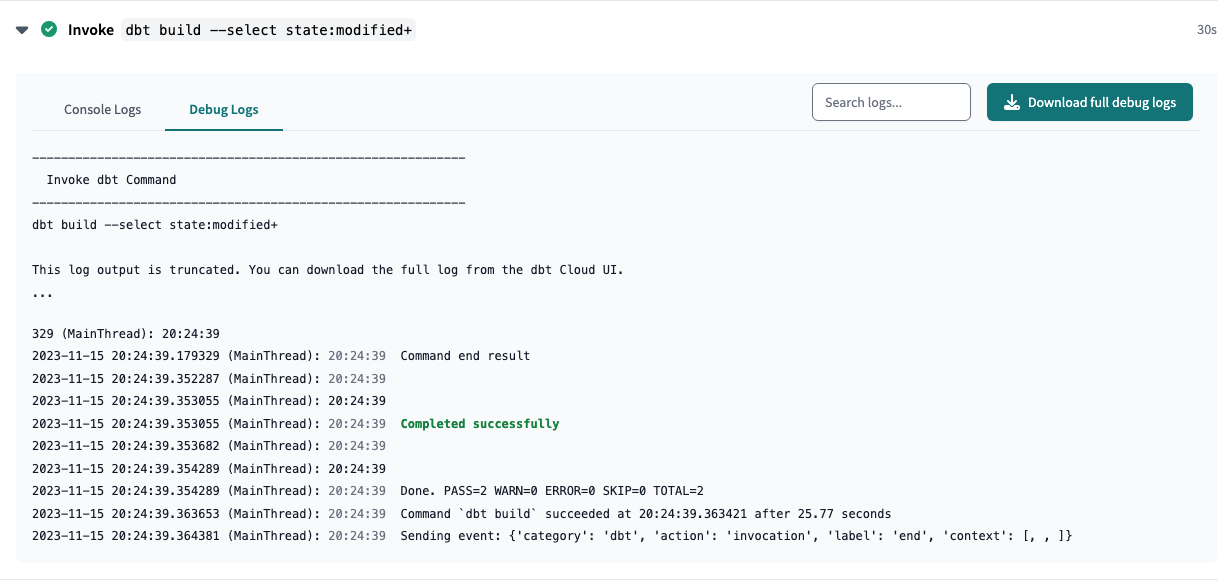 Invoke dbt build --select state:modified+ 30s
Console Logs Debug Logs Search logs... Download full debug logs
------------------------------------------------------------
Invoke dbt Command
------------------------------------------------------------
dbt build --select state:modified+
This log output is truncated. You can download the full log from the dbt Cloud UI.
...
329 (MainThread): 20:24:39
2023-11-15 20:24:39.179329 (MainThread): 20:24:39  Command end result
2023-11-15 20:24:39.352287 (MainThread): 20:24:39
2023-11-15 20:24:39.353055 (MainThread): 20:24:39
2023-11-15 20:24:39.353055 (MainThread): 20:24:39  Completed successfully
2023-11-15 20:24:39.353682 (MainThread): 20:24:39
2023-11-15 20:24:39.354289 (MainThread): 20:24:39
2023-11-15 20:24:39.354289 (MainThread): 20:24:39  Done. PASS=2 WARN=0 ERROR=0 SKIP=0 TOTAL=2
2023-11-15 20:24:39.363653 (MainThread): 20:24:39  Command `dbt build` succeeded at 20:24:39.363421 after 25.77 seconds
2023-11-15 20:24:39.364381 (MainThread): 20:24:39  Sending event: {'category': 'dbt', 'action': 'invocation', 'label': 'end', 'context': [, , ]}